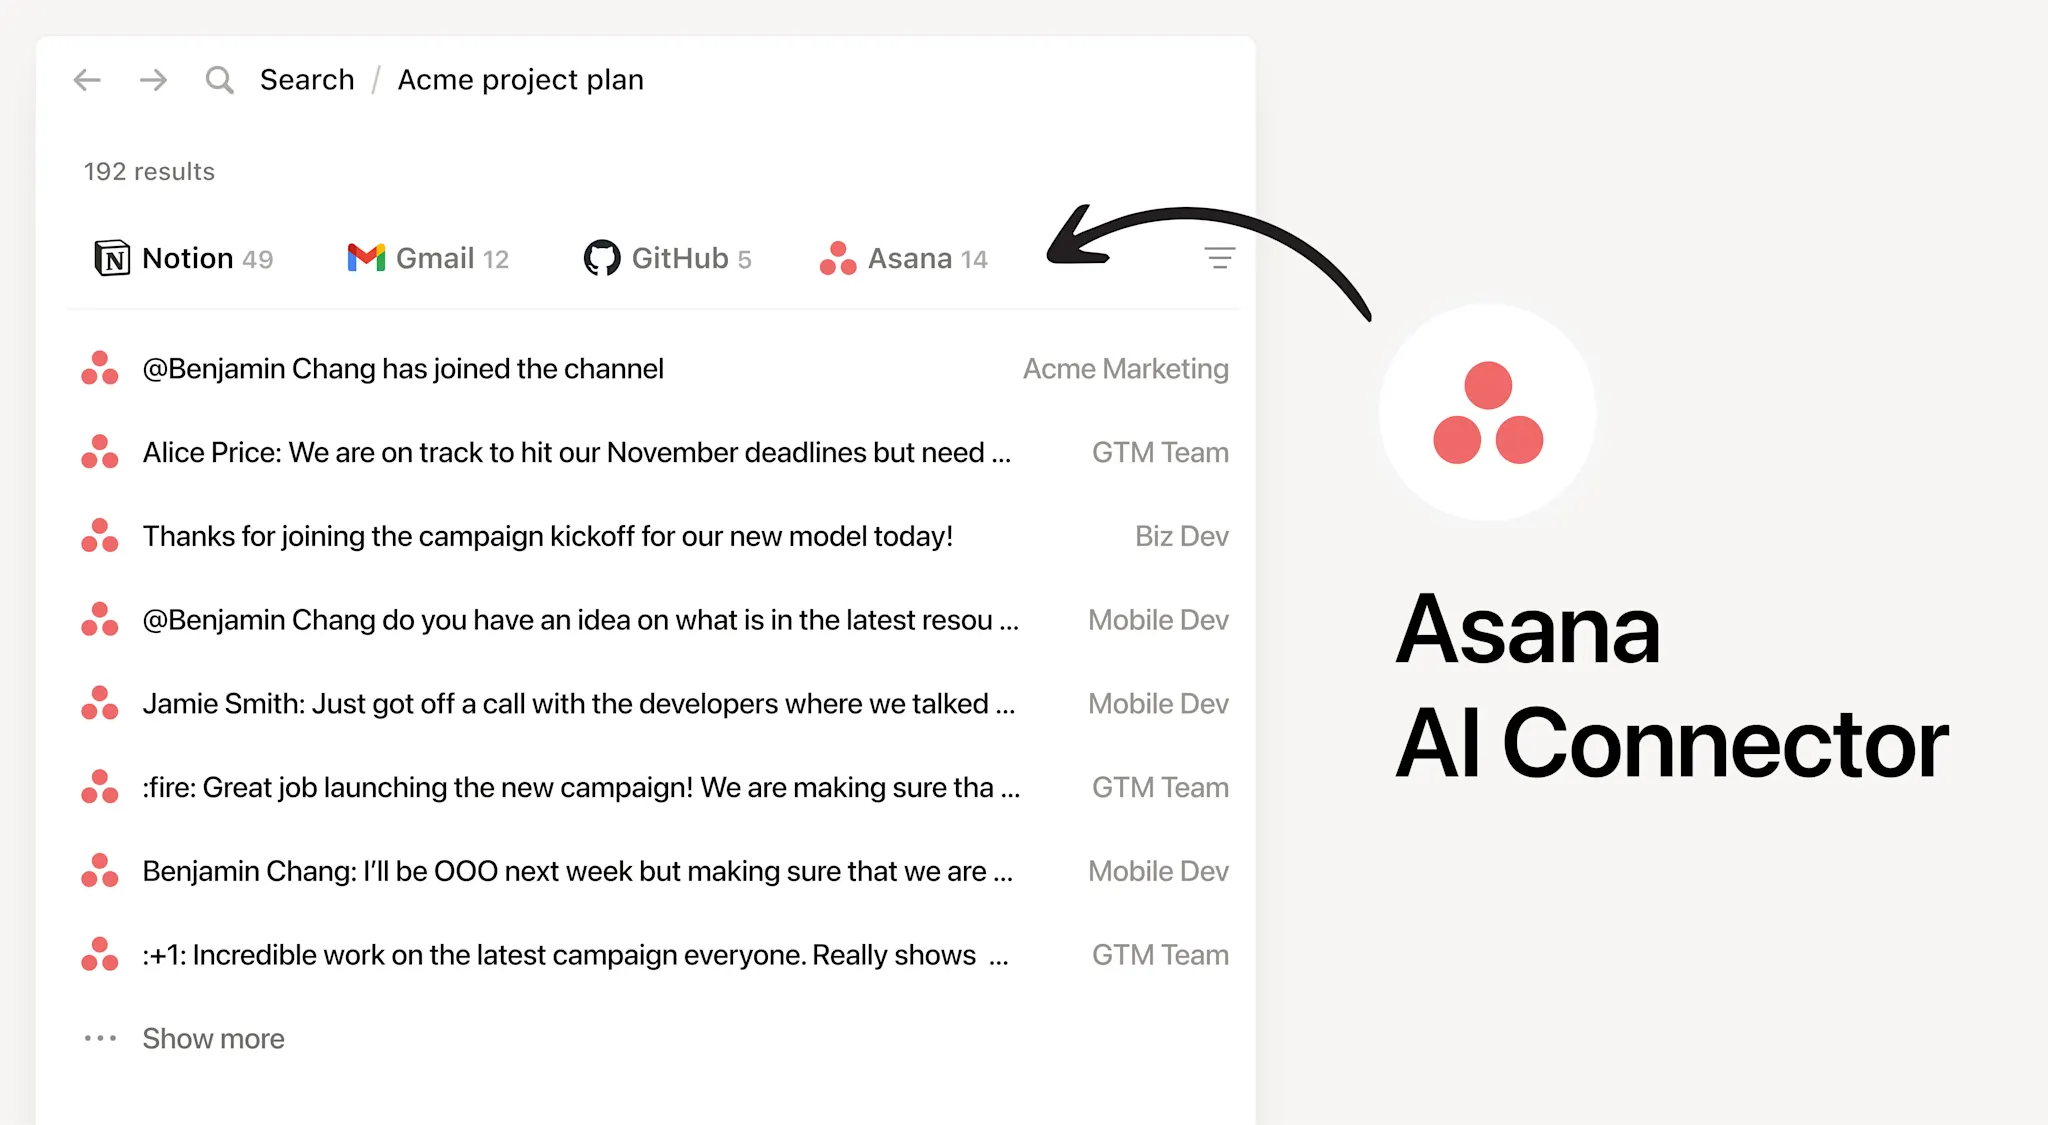 Search / Acme project plan
192 results
Notion 49 Gmail 12 GitHub 5 Asana 14
@Benjamin Chang has joined the channel Acme Marketing
Alice Price: We are on track to hit our November deadlines but need ... GTM Team
Thanks for joining the campaign kickoff for our new model today! Biz Dev
@Benjamin Chang do you have an idea on what is in the latest resou ... Mobile Dev
Jamie Smith: Just got off a call with the developers where we talked ... Mobile Dev
:fire: Great job launching the new campaign! We are making sure tha ... GTM Team
Benjamin Chang: I’ll be OOO next week but making sure that we are ... Mobile Dev
:+1: Incredible work on the latest campaign everyone. Really shows ... GTM Team
Show more
Asana
AI Connector